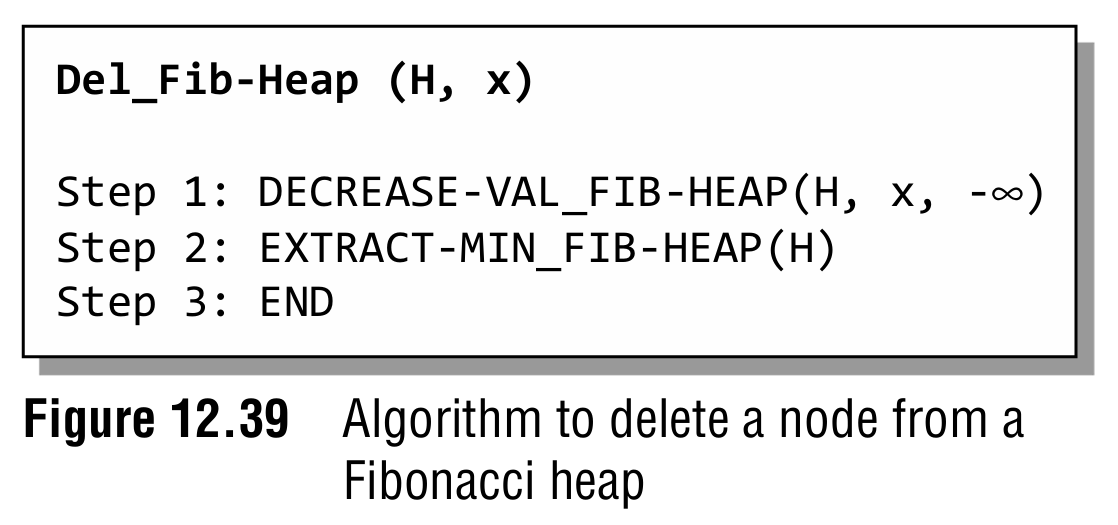 Del_Fib-Heap (H, x)
Step 1: DECREASE-VAL_FIB-HEAP(H, x, -∞)
Step 2: EXTRACT-MIN_FIB-HEAP(H)
Step 3: END
Figure 12.39 Algorithm to delete a node from a
Fibonacci heap